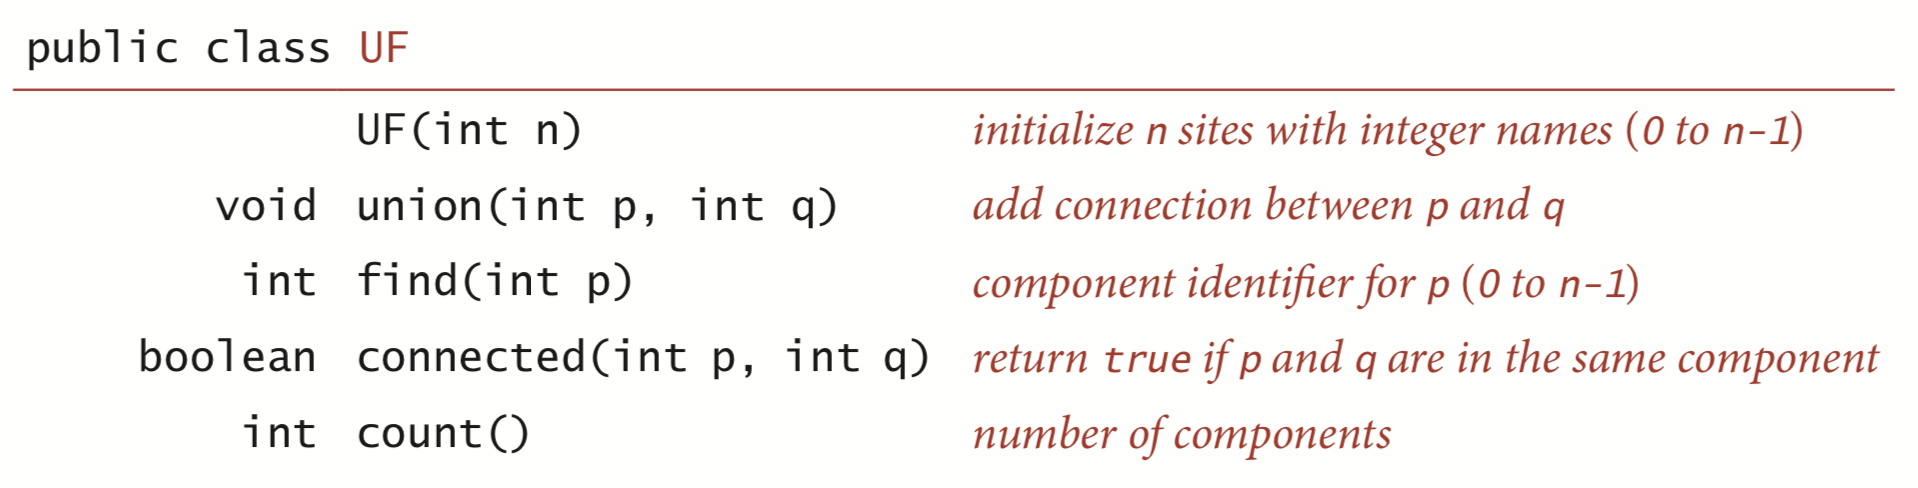 public class UF
UF(int n) initialize n sites with integer names (0 to n-1)
void union(int p, int q) add connection between p and q
int find(int p) component identifier for p (0 to n-1)
boolean connected(int p, int q) return true if p and q are in the same component
int count() number of components